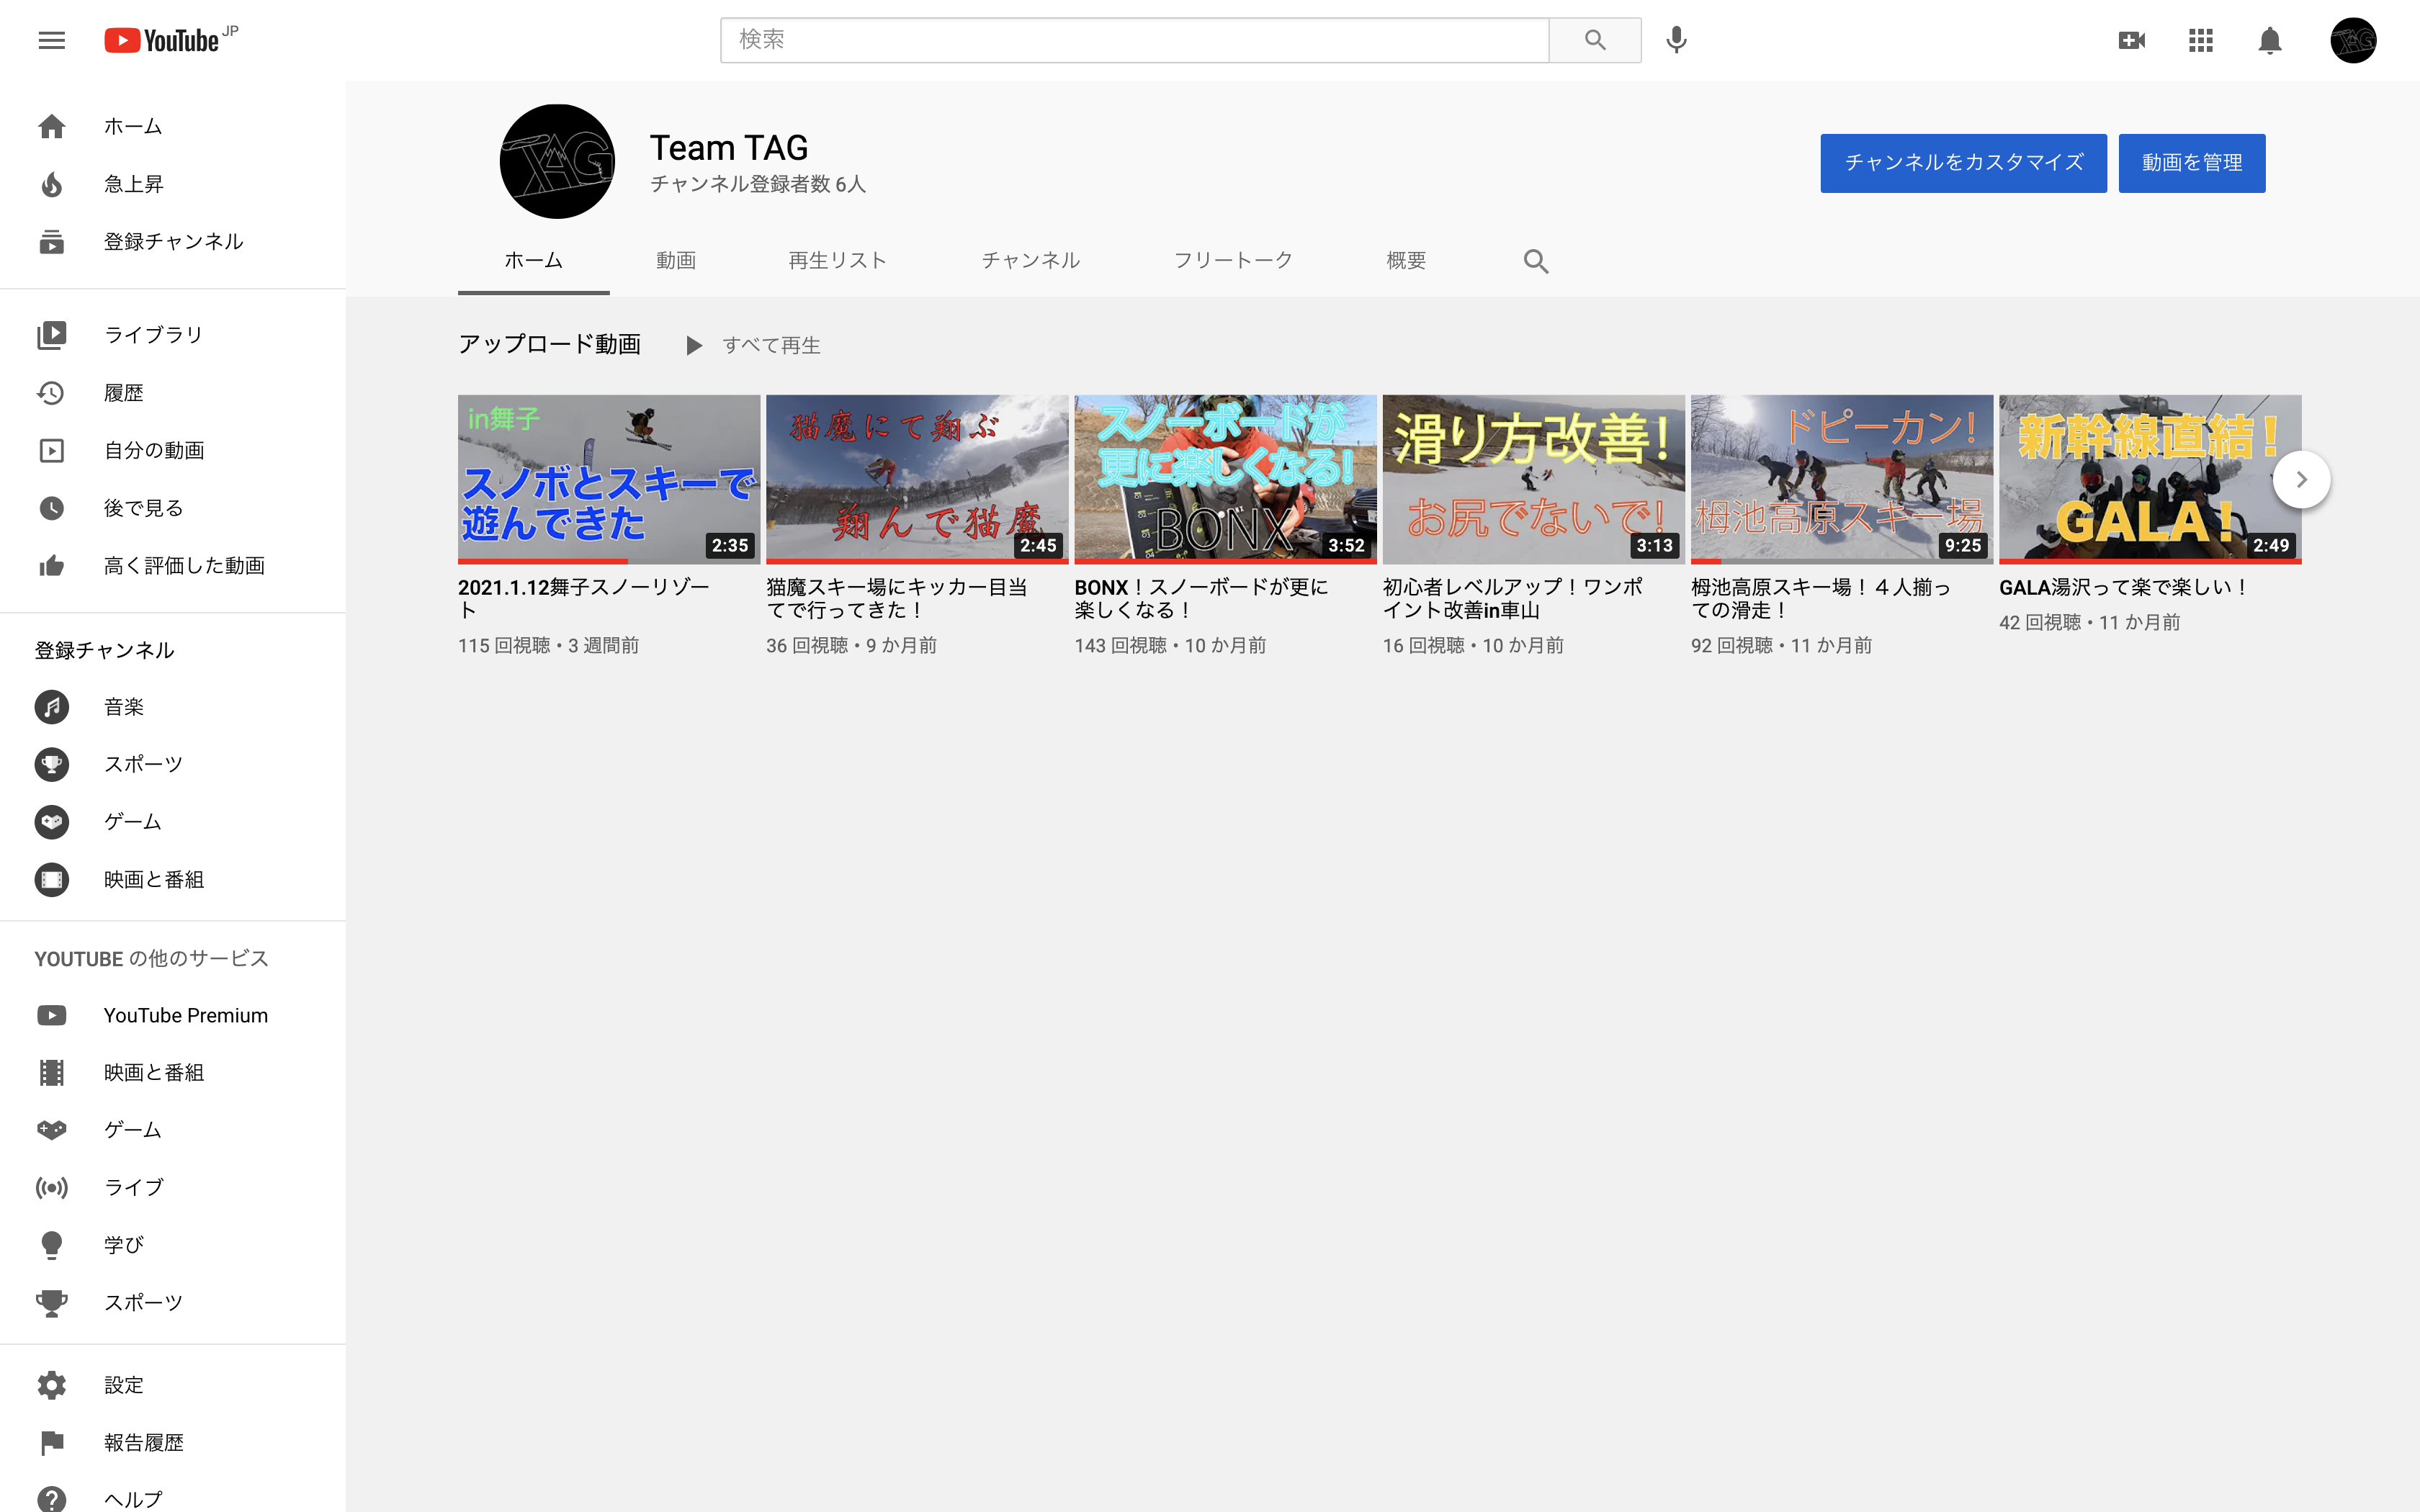 YouTube JP
検索
ホーム
急上昇
登録チャンネル
ライブラリ
履歴
自分の動画
後で見る
高く評価した動画
登録チャンネル
音楽
スポーツ
ゲーム
映画と番組
YOUTUBE の他のサービス
YouTube Premium
映画と番組
ゲーム
ライブ
学び
スポーツ
設定
報告履歴
ヘルプ
TAG
Team TAG
チャンネル登録者数 6人
チャンネルをカスタマイズ
動画を管理
ホーム 動画 再生リスト チャンネル フリートーク 概要
アップロード動画 すべて再生
in舞子
スノボとスキーで
遊んできた
2:35
2021.1.12舞子スノーリゾー
ト
115 回視聴・3 週間前
猫魔にて翔ぶ
翔んで猫魔
2:45
猫魔スキー場にキッカー目当
てで行ってきた！
36 回視聴・9 か月前
スノーボードが
更に楽しくなる!
BONX
3:52
BONX！スノーボードが更に
楽しくなる！
143 回視聴・10 か月前
滑り方改善!
お尻でないで!
3:13
初心者レベルアップ！ワンポ
イント改善in車山
16 回視聴・10 か月前
ドピーカン!
栂池高原スキー場
9:25
栂池高原スキー場！４人揃っ
ての滑走！
92 回視聴・11 か月前
新幹線直結!
GALA!
2:49
GALA湯沢って楽で楽しい！
42 回視聴・11 か月前